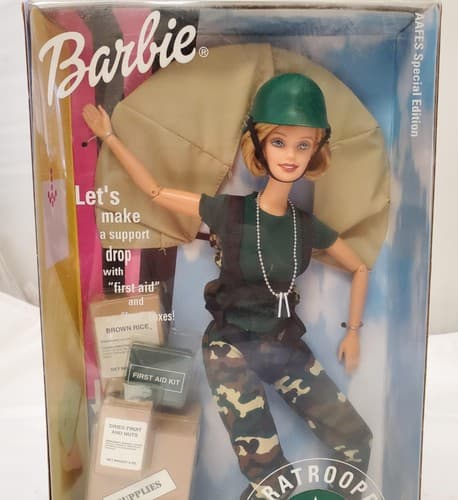 Barbie®
AAFES Special Edition
Let's
make
a support
drop
with
"first aid"
and
BROWN RICE
FIRST AID KIT
DRIED FRUIT
AND NUTS
SUPPLIES
RATROOP